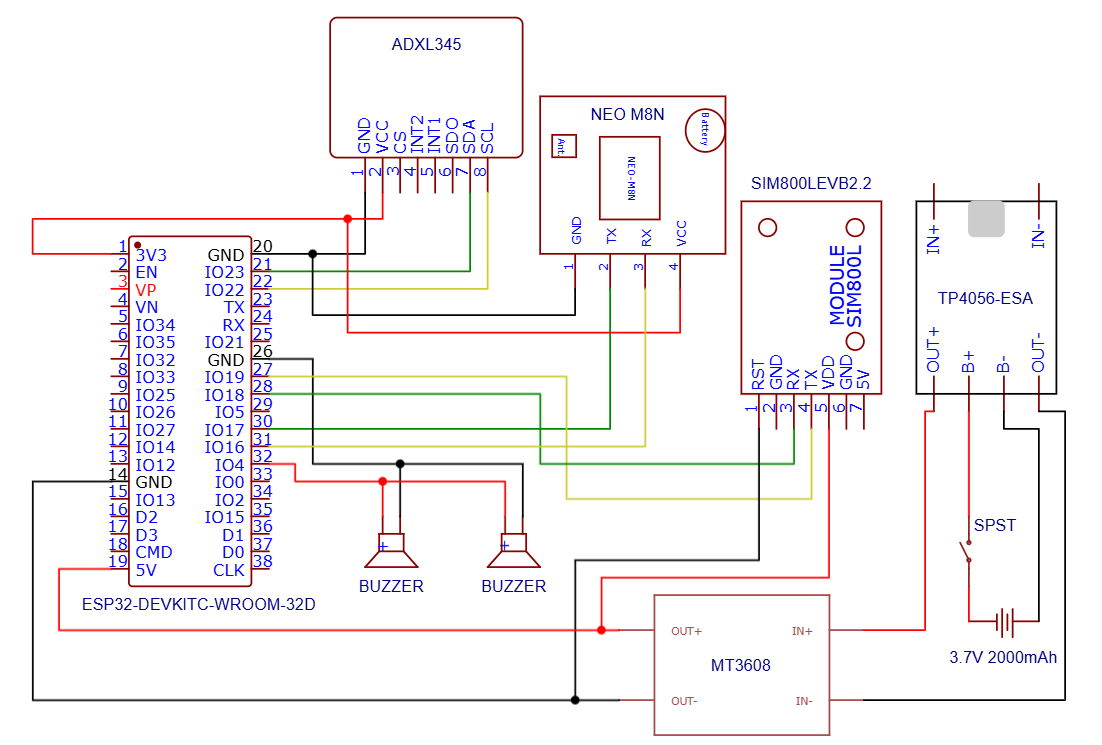 ADXL345
GND
VCC
CS
INT2
INT1
SDO
SDA
SCL
1
2
3
4
5
6
7
8
NEO M8N
Battery
Ant.
NEO-M8N
GND
TX
RX
VCC
1
2
3
4
SIM800LEVB2.2
MODULE
SIM800L
RST
GND
RX
TX
VDD
GND
5V
1
2
3
4
5
6
7
IN+
IN-
TP4056-ESA
OUT+
B+
B-
OUT-
1 3V3 GND 20
2 EN IO23 21
3 VP IO22 22
4 VN TX 23
5 IO34 RX 24
6 IO35 IO21 25
7 IO32 GND 26
8 IO33 IO19 27
9 IO25 IO18 28
10 IO26 IO5 29
11 IO27 IO17 30
12 IO14 IO16 31
13 IO12 IO4 32
14 GND IO0 33
15 IO13 IO2 34
16 D2 IO15 35
17 D3 D1 36
18 CMD D0 37
19 5V CLK 38
ESP32-DEVKITC-WROOM-32D
+
BUZZER
+
BUZZER
SPST
3.7V 2000mAh
OUT+ IN+
MT3608
OUT- IN-